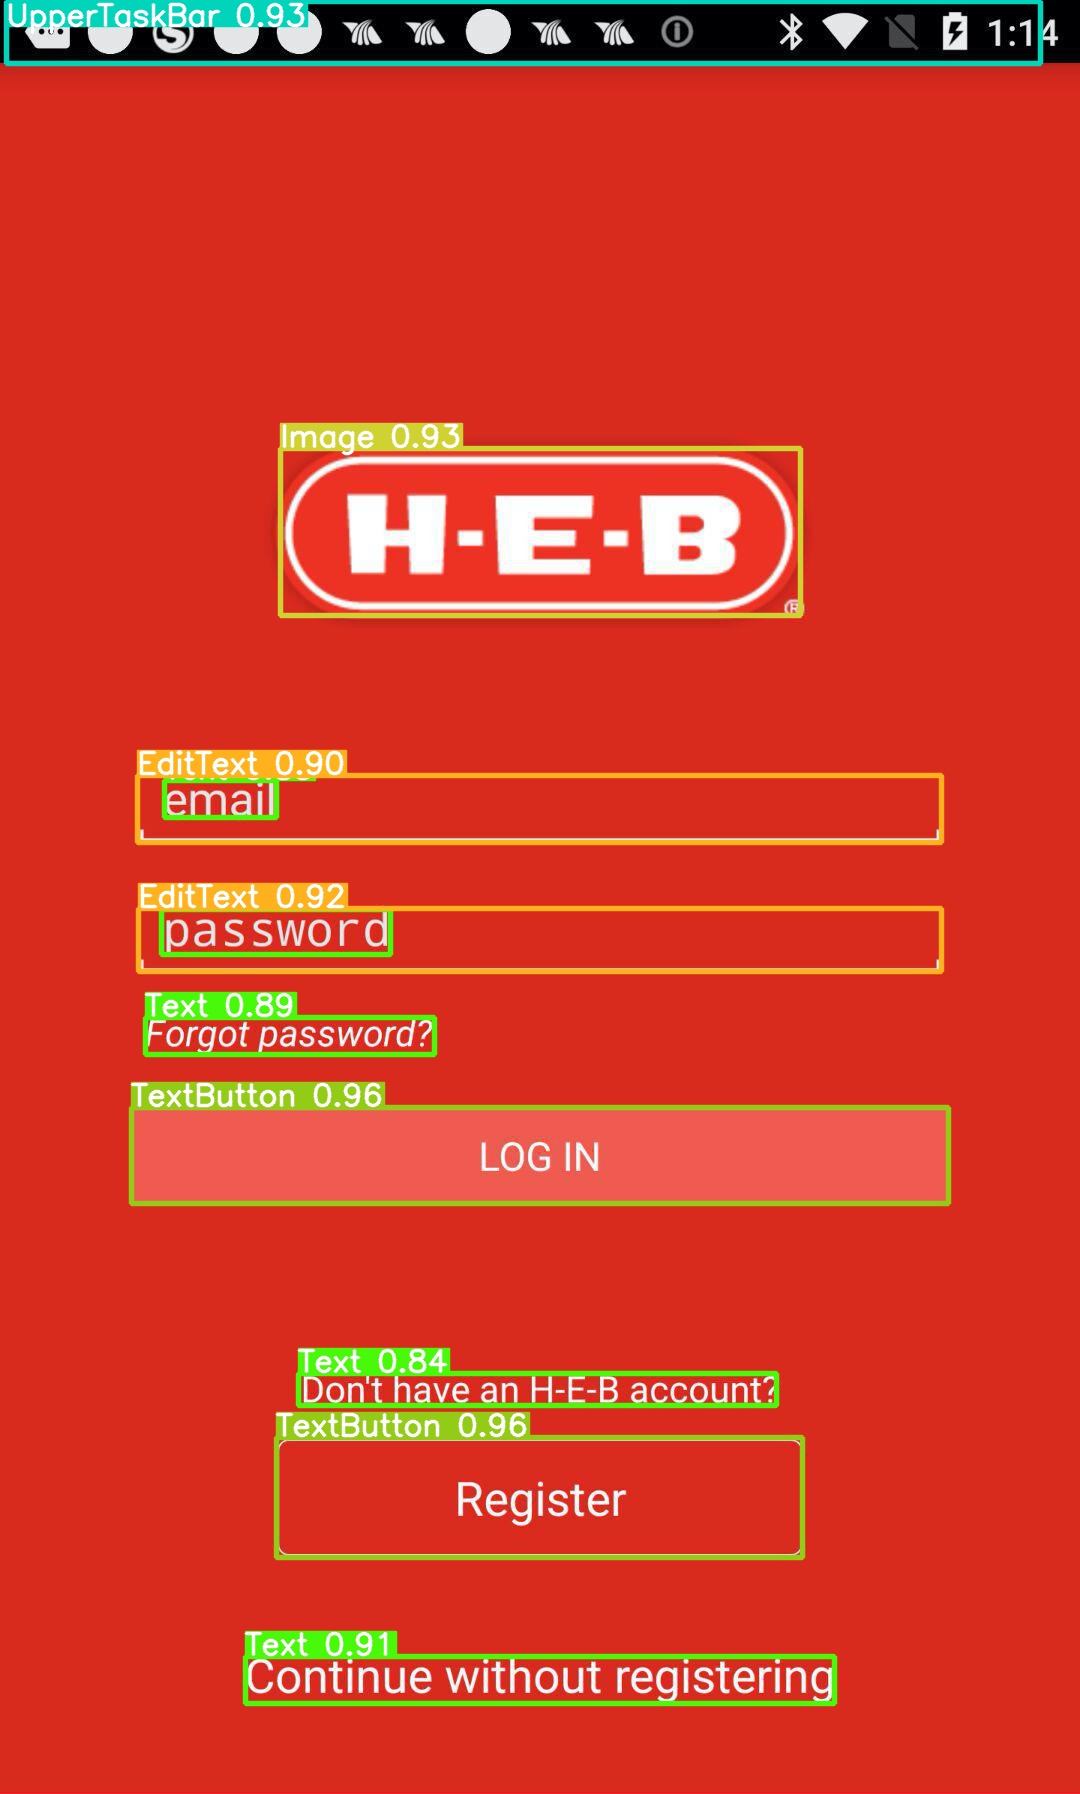 UpperTaskBar 0.93
1:14
Image 0.93
H-E-B
®
EditText 0.90
email
EditText 0.92
password
Text 0.89
Forgot password?
TextButton 0.96
LOG IN
Text 0.84
Don't have an H-E-B account?
TextButton 0.96
Register
Text 0.91
Continue without registering